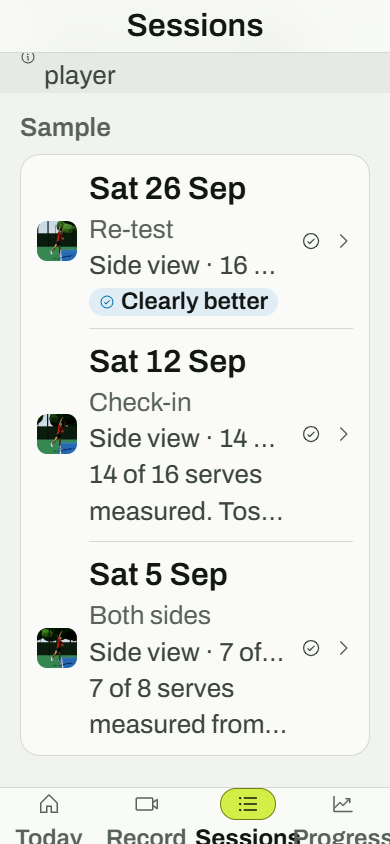 Sessions
player
Sample
Sat 26 Sep
Re-test
Side view · 16 ...
Clearly better
Sat 12 Sep
Check-in
Side view · 14 ...
14 of 16 serves
measured. Tos...
Sat 5 Sep
Both sides
Side view · 7 of...
7 of 8 serves
measured from...
Today Record Sessions Progress